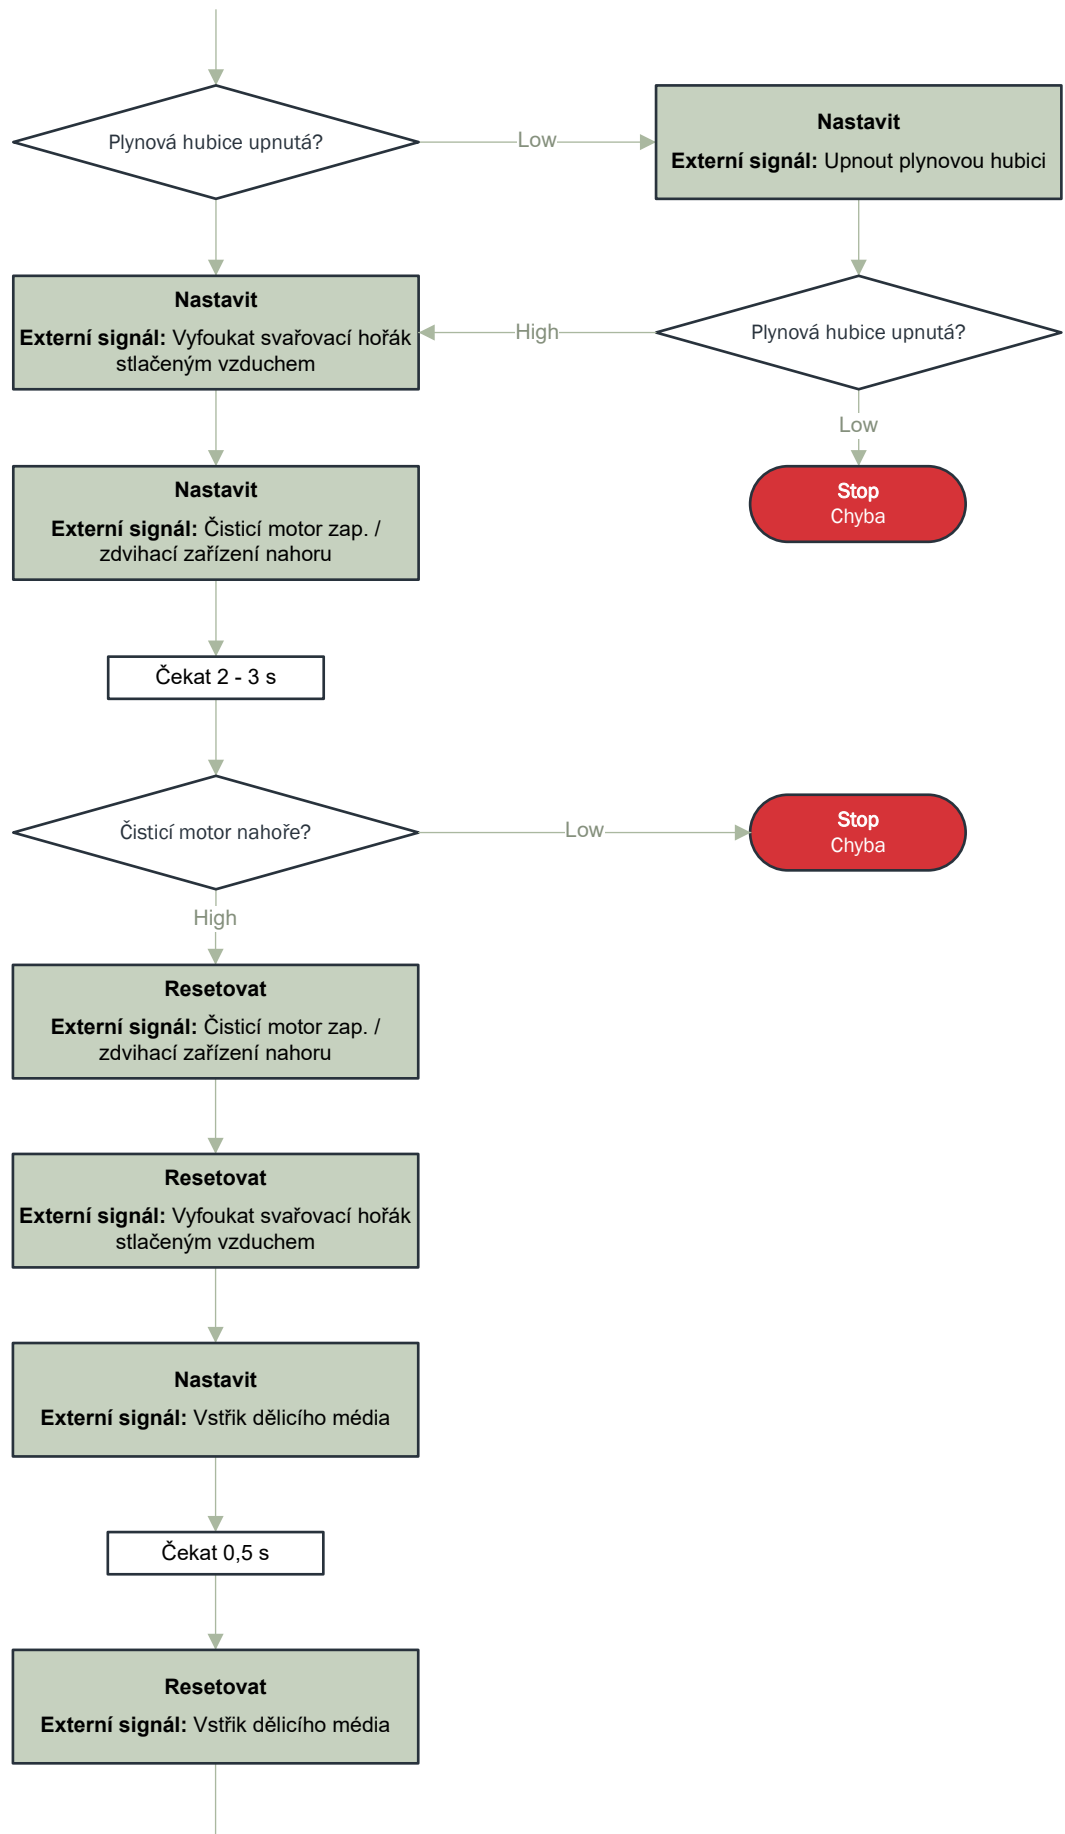 Plynová hubice upnutá?
Low
Nastavit
Externí signál: Upnout plynovou hubici
Nastavit
Externí signál: Vyfoukat svařovací hořák
stlačeným vzduchem
High
Plynová hubice upnutá?
Low
Nastavit
Externí signál: Čisticí motor zap. /
zdvihací zařízení nahoru
Stop
Chyba
Čekat 2 - 3 s
Čisticí motor nahoře?
Low
Stop
Chyba
High
Resetovat
Externí signál: Čisticí motor zap. /
zdvihací zařízení nahoru
Resetovat
Externí signál: Vyfoukat svařovací hořák
stlačeným vzduchem
Nastavit
Externí signál: Vstřik dělicího média
Čekat 0,5 s
Resetovat
Externí signál: Vstřik dělicího média